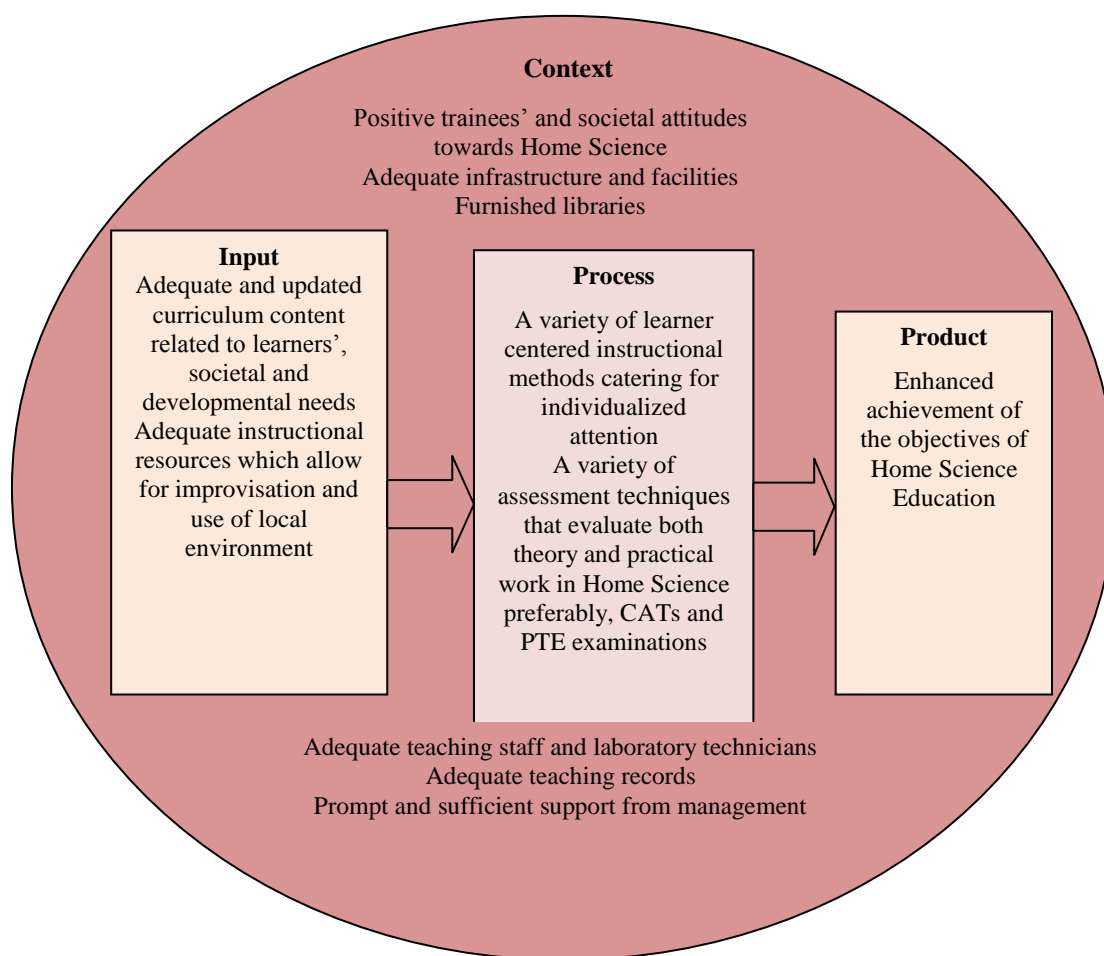 Context
Positive trainees’ and societal attitudes
towards Home Science
Adequate infrastructure and facilities
Furnished libraries
Input
Adequate and updated
curriculum content
related to learners’,
societal and
developmental needs
Adequate instructional
resources which allow
for improvisation and
use of local
environment
Process
A variety of learner
centered instructional
methods catering for
individualized
attention
A variety of
assessment techniques
that evaluate both
theory and practical
work in Home Science
preferably, CATs and
PTE examinations
Product
Enhanced
achievement of
the objectives of
Home Science
Education
Adequate teaching staff and laboratory technicians
Adequate teaching records
Prompt and sufficient support from management